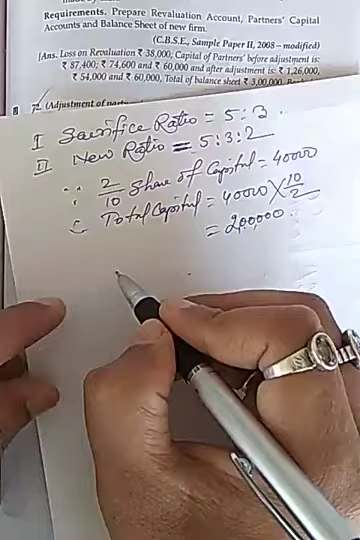 Requirements. Prepare Revaluation Account, Partners' Capital
Accounts and Balance Sheet of new firm.
(C.B.S.E., Sample Paper II, 2008 – modified)
[Ans. Loss on Revaluation ₹ 38,000, Capital of Partners' before adjustment is:
₹ 87,400; ₹ 74,600 and ₹ 60,000 and after adjustment is: ₹ 1,26,000,
₹ 54,000 and ₹ 60,000, Total of balance sheet ₹ 3,00,000,
7. (Adjustment of
I Sacrifice Ratio = 5:3
II New Ratio = 5:3:2
∵ 2/10 Share of Capital = 40000
∴ Total Capital = 40000 × 10/2
= 200000